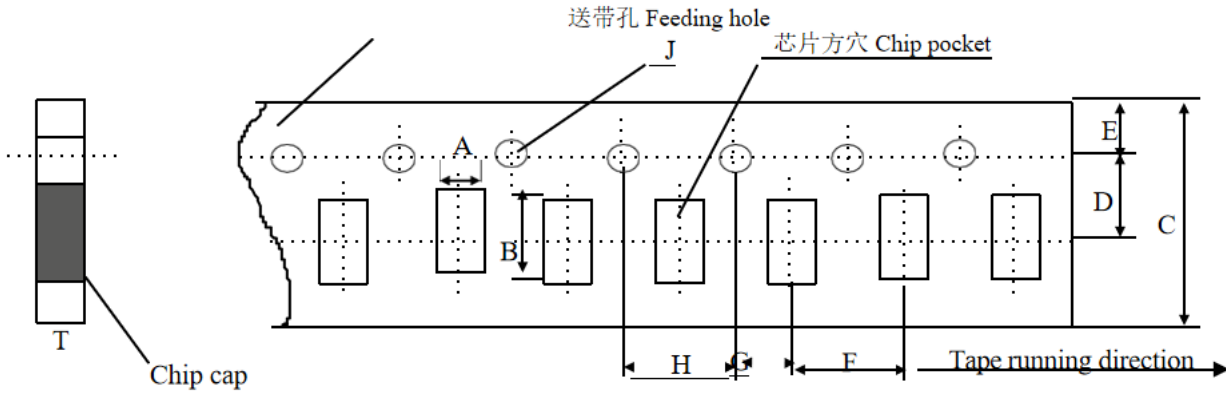 送带孔 Feeding hole
J
芯片方穴 Chip pocket
A
E
D
C
B
T
Chip cap
H
G
F
Tape running direction